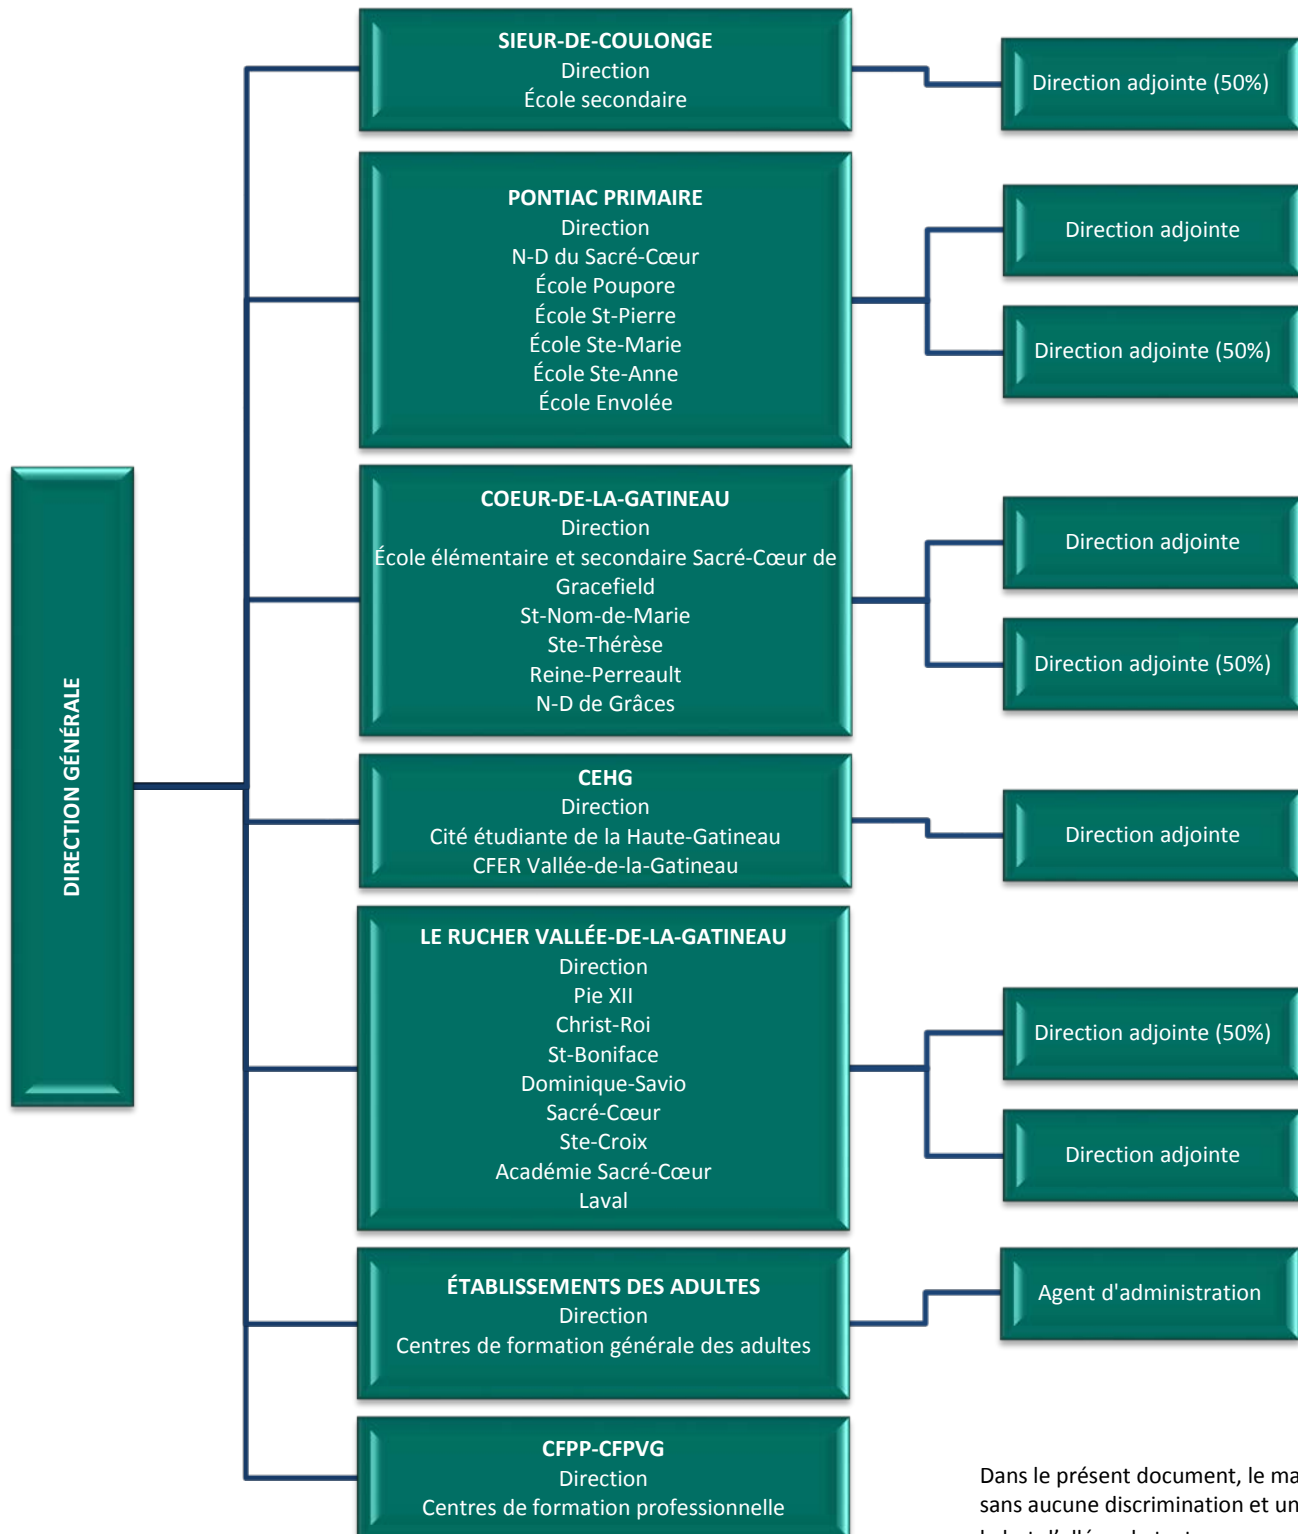 DIRECTION GÉNÉRALE
SIEUR-DE-COULONGE
Direction
École secondaire
Direction adjointe (50%)
PONTIAC PRIMAIRE
Direction
N-D du Sacré-Cœur
École Poupore
École St-Pierre
École Ste-Marie
École Ste-Anne
École Envolée
Direction adjointe
Direction adjointe (50%)
COEUR-DE-LA-GATINEAU
Direction
École élémentaire et secondaire Sacré-Cœur de
Gracefield
St-Nom-de-Marie
Ste-Thérèse
Reine-Perreault
N-D de Grâces
Direction adjointe
Direction adjointe (50%)
CEHG
Direction
Cité étudiante de la Haute-Gatineau
CFER Vallée-de-la-Gatineau
Direction adjointe
LE RUCHER VALLÉE-DE-LA-GATINEAU
Direction
Pie XII
Christ-Roi
St-Boniface
Dominique-Savio
Sacré-Cœur
Ste-Croix
Académie Sacré-Cœur
Laval
Direction adjointe (50%)
Direction adjointe
ÉTABLISSEMENTS DES ADULTES
Direction
Centres de formation générale des adultes
Agent d'administration
CFPP-CFPVG
Direction
Centres de formation professionnelle
Dans le présent document, le ma
sans aucune discrimination et un